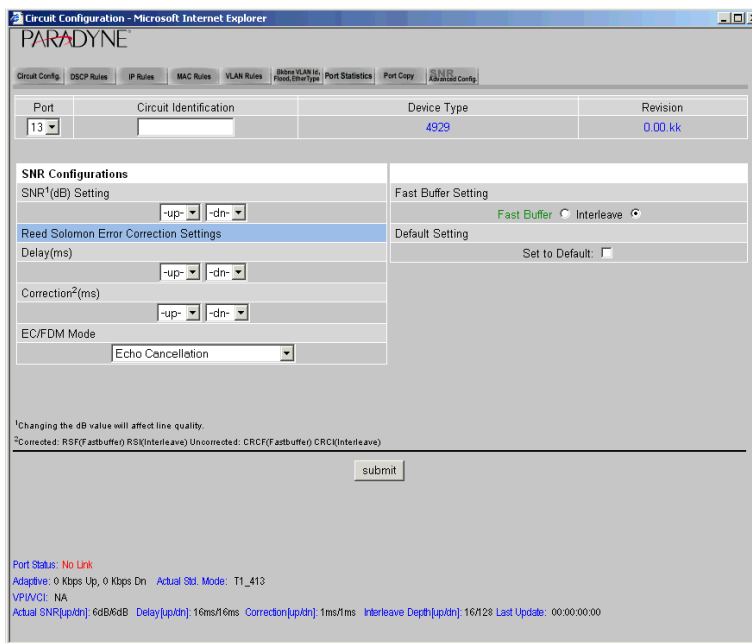 Circuit Configuration - Microsoft Internet Explorer
PARADYNE®
Circuit Config. DSCP Rules IP Rules MAC Rules VLAN Rules Bkbne VLAN Id, Flood, EtherType Port Statistics Port Copy SNR Advanced Config.
Port Circuit Identification Device Type Revision
13 4929 0.00.kk
SNR Configurations
SNR¹(dB) Setting Fast Buffer Setting
-up- -dn- Fast Buffer Interleave
Reed Solomon Error Correction Settings Default Setting
Delay(ms) Set to Default:
-up- -dn-
Correction²(ms)
-up- -dn-
EC/FDM Mode
Echo Cancellation
¹Changing the dB value will affect line quality.
²Corrected: RSF(Fastbuffer) RSI(Interleave) Uncorrected: CRCF(Fastbuffer) CRCI(Interleave)
submit
Port Status: No Link
Adaptive: 0 Kbps Up, 0 Kbps Dn Actual Std. Mode: T1_413
VPI/VCI: NA
Actual SNR[up/dn]: 6dB/6dB Delay[up/dn]: 16ms/16ms Correction[up/dn]: 1ms/1ms Interleave Depth[up/dn]: 16/128 Last Update: 00:00:00:00